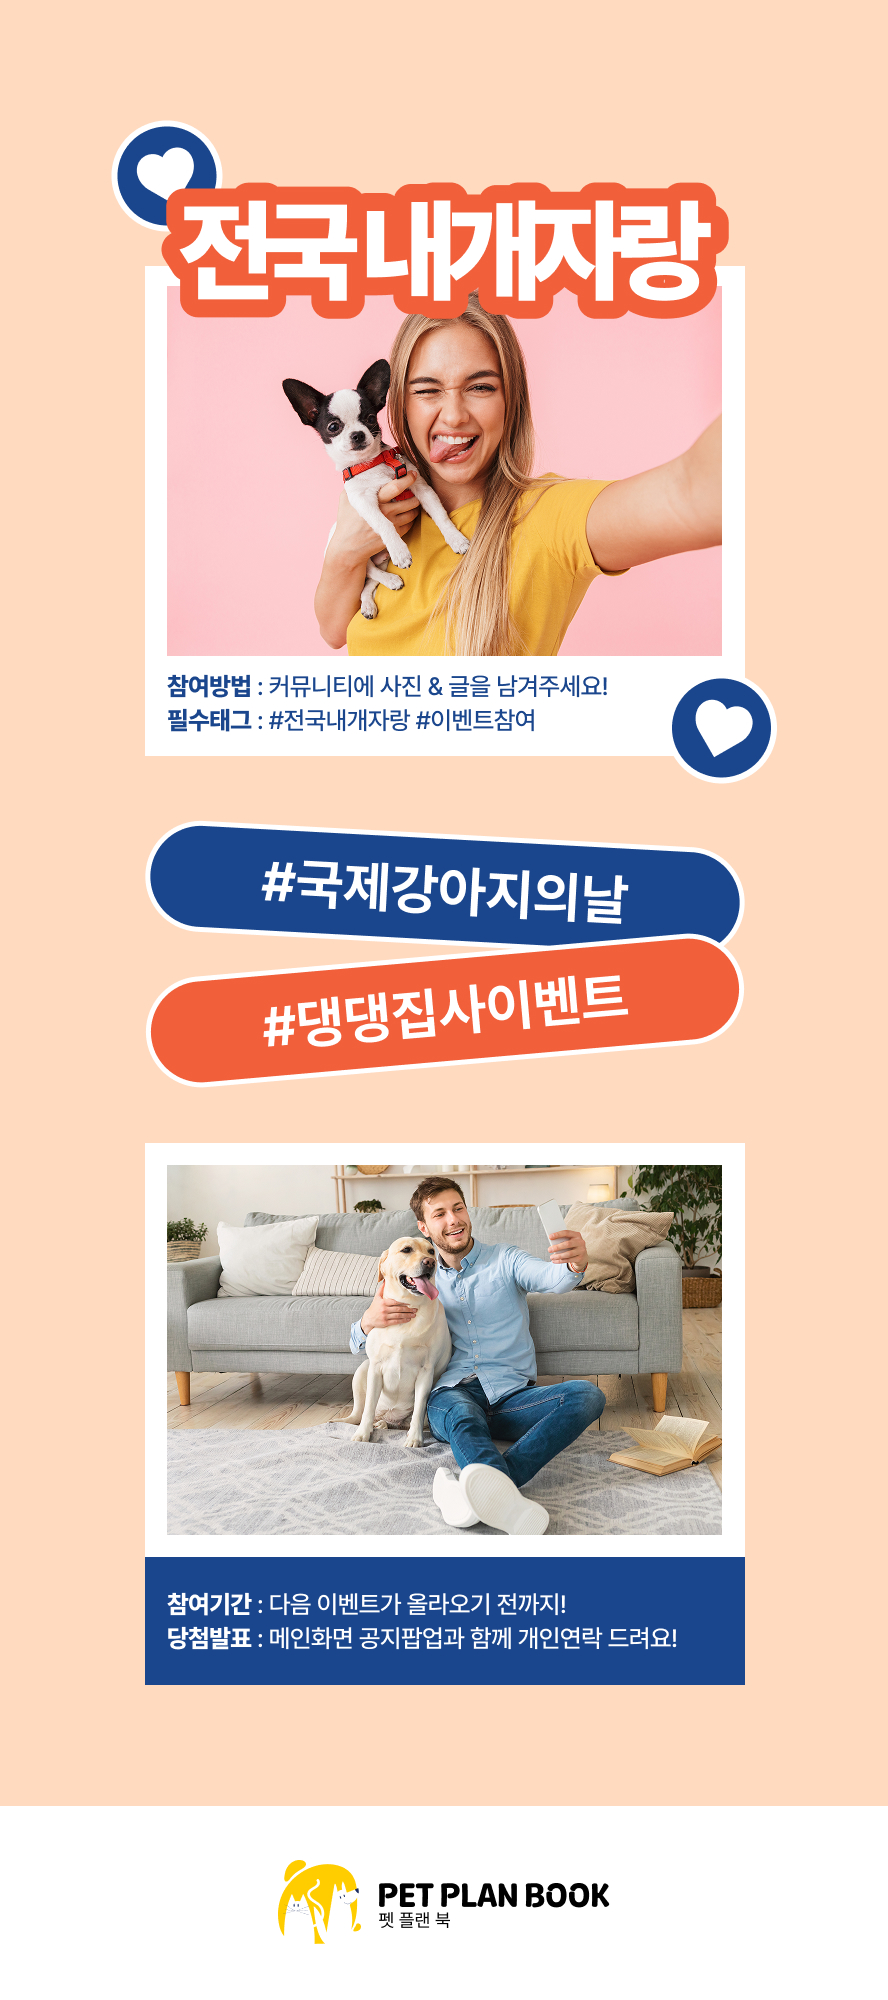 전국 내개자랑
참여방법 : 커뮤니티에 사진 & 글을 남겨주세요!
필수태그 : #전국내개자랑 #이벤트참여
#국제강아지의날
#댕댕집사이벤트
참여기간 : 다음 이벤트가 올라오기 전까지!
당첨발표 : 메인화면 공지팝업과 함께 개인연락 드려요!
PET PLAN BOOK
펫 플랜 북